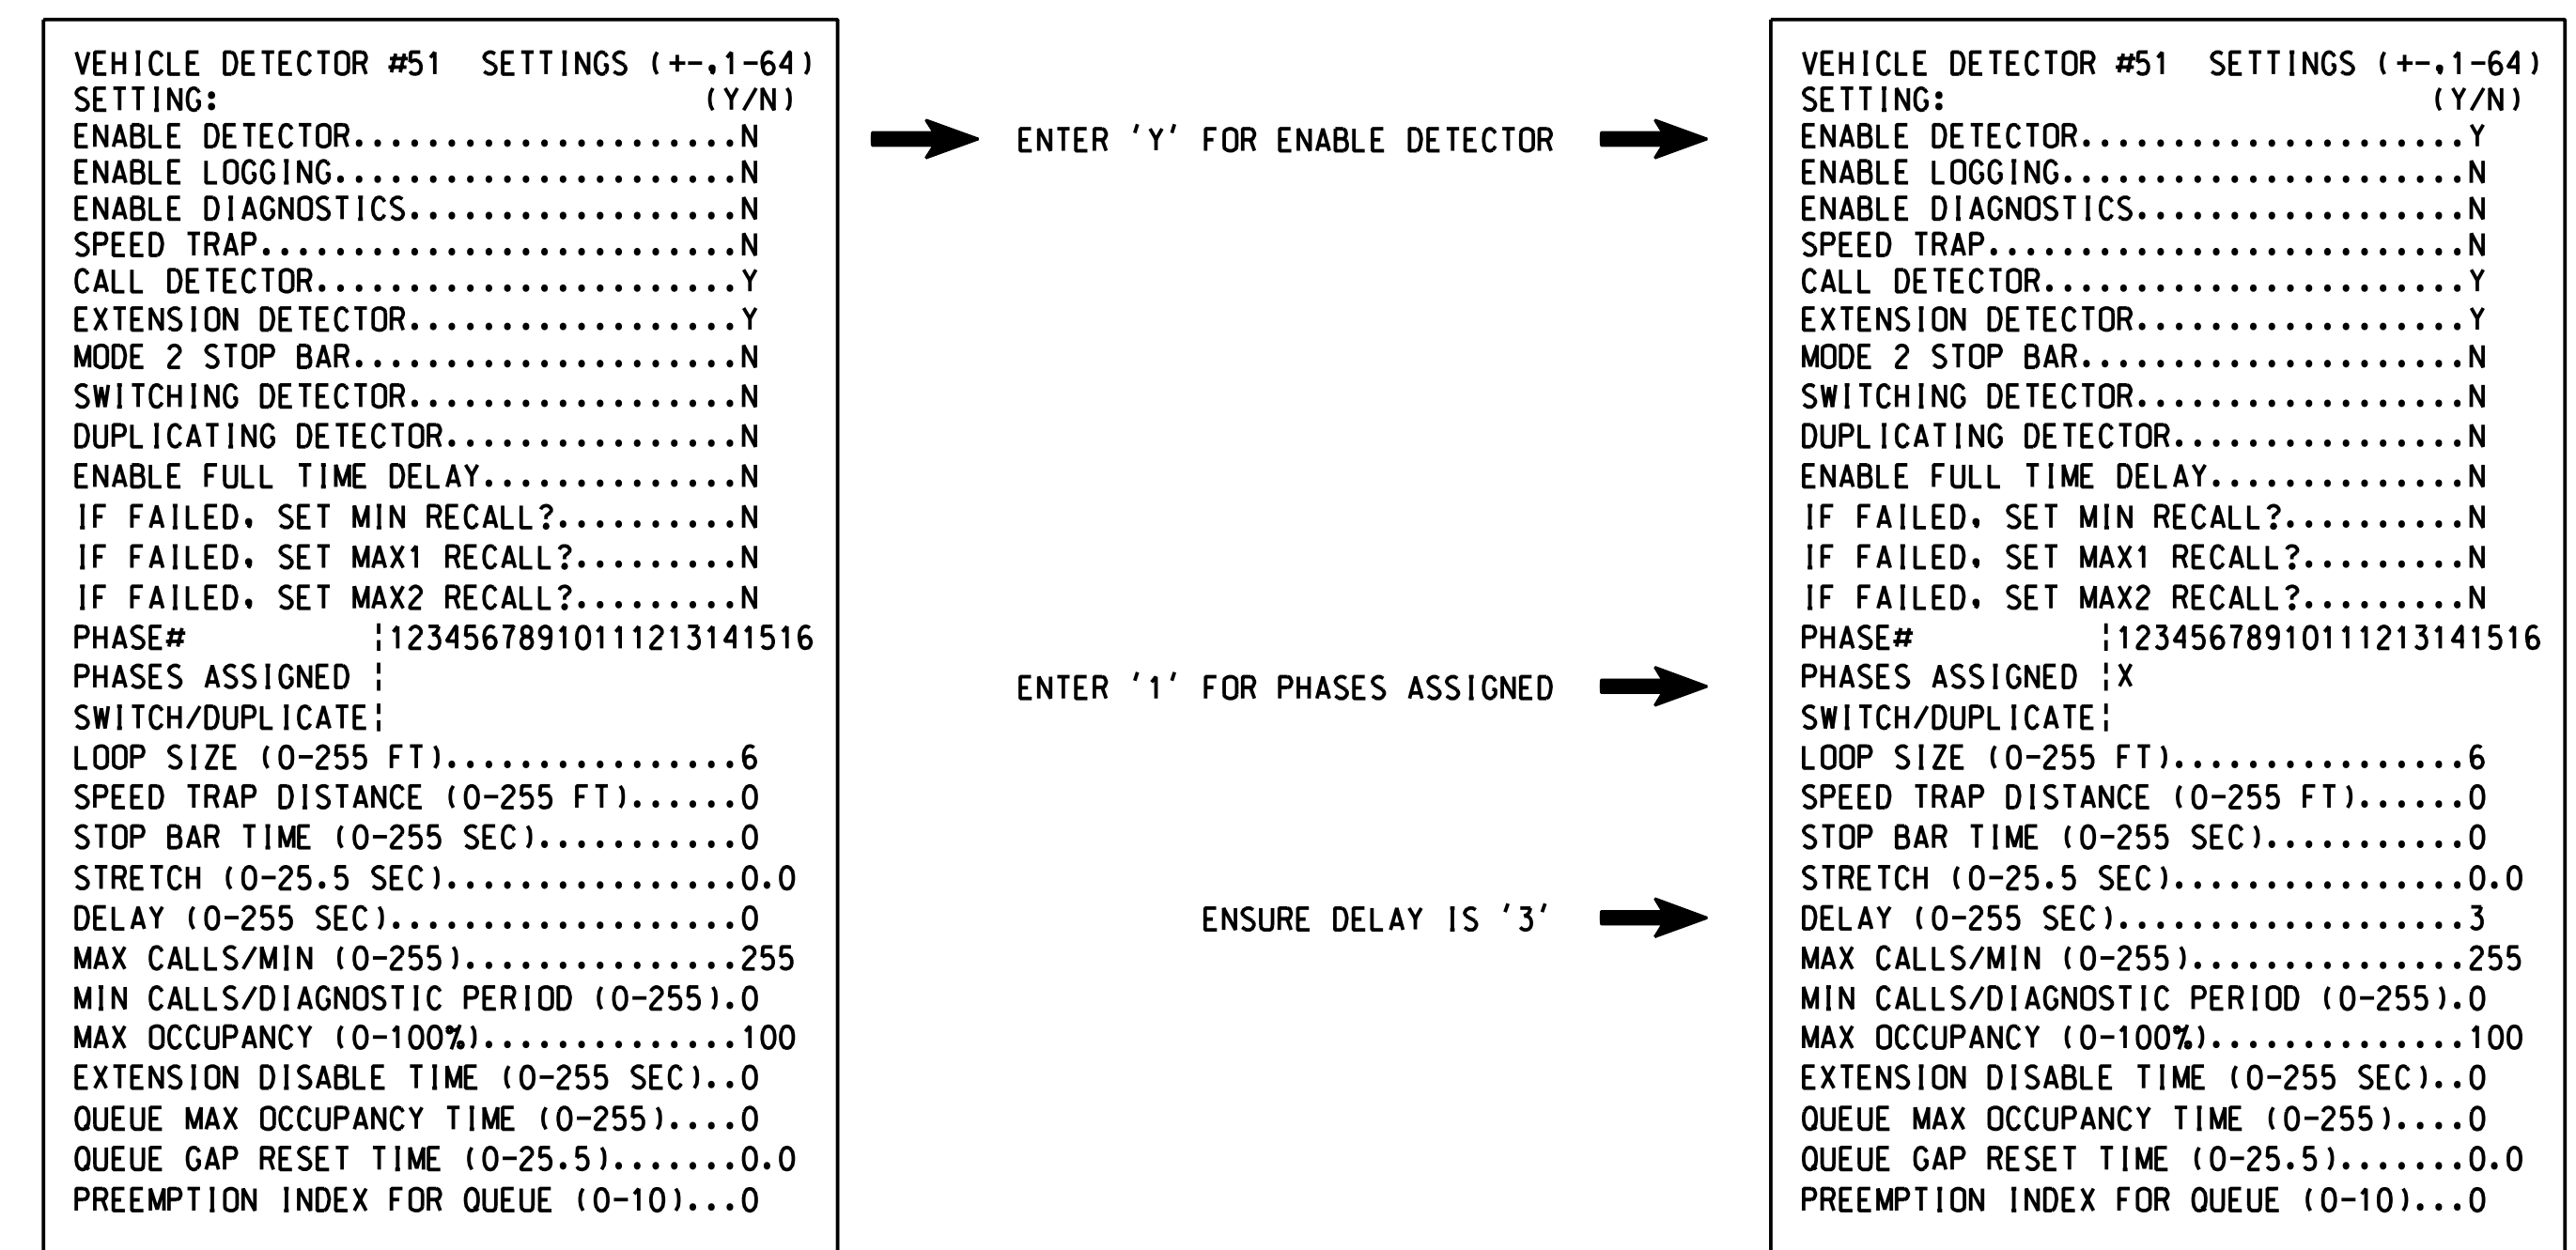 VEHICLE DETECTOR #51  SETTINGS (+-,1-64)
SETTING:                          (Y/N)
ENABLE DETECTOR.....................N
ENABLE LOGGING......................N
ENABLE DIAGNOSTICS..................N
SPEED TRAP..........................N
CALL DETECTOR.......................Y
EXTENSION DETECTOR..................Y
MODE 2 STOP BAR.....................N
SWITCHING DETECTOR..................N
DUPLICATING DETECTOR................N
ENABLE FULL TIME DELAY..............N
IF FAILED, SET MIN RECALL?..........N
IF FAILED, SET MAX1 RECALL?.........N
IF FAILED, SET MAX2 RECALL?.........N
PHASE#          ¦12345678910111213141516
PHASES ASSIGNED ¦
SWITCH/DUPLICATE¦
LOOP SIZE (0-255 FT)................6
SPEED TRAP DISTANCE (0-255 FT)......0
STOP BAR TIME (0-255 SEC)...........0
STRETCH (0-25.5 SEC)................0.0
DELAY (0-255 SEC)...................0
MAX CALLS/MIN (0-255)...............255
MIN CALLS/DIAGNOSTIC PERIOD (0-255).0
MAX OCCUPANCY (0-100%)..............100
EXTENSION DISABLE TIME (0-255 SEC)..0
QUEUE MAX OCCUPANCY TIME (0-255)....0
QUEUE GAP RESET TIME (0-25.5).......0.0
PREEMPTION INDEX FOR QUEUE (0-10)...0
ENTER 'Y' FOR ENABLE DETECTOR
ENTER '1' FOR PHASES ASSIGNED
ENSURE DELAY IS '3'
VEHICLE DETECTOR #51  SETTINGS (+-,1-64)
SETTING:                          (Y/N)
ENABLE DETECTOR.....................Y
ENABLE LOGGING......................N
ENABLE DIAGNOSTICS..................N
SPEED TRAP..........................N
CALL DETECTOR.......................Y
EXTENSION DETECTOR..................Y
MODE 2 STOP BAR.....................N
SWITCHING DETECTOR..................N
DUPLICATING DETECTOR................N
ENABLE FULL TIME DELAY..............N
IF FAILED, SET MIN RECALL?..........N
IF FAILED, SET MAX1 RECALL?.........N
IF FAILED, SET MAX2 RECALL?.........N
PHASE#          ¦12345678910111213141516
PHASES ASSIGNED ¦X
SWITCH/DUPLICATE¦
LOOP SIZE (0-255 FT)................6
SPEED TRAP DISTANCE (0-255 FT)......0
STOP BAR TIME (0-255 SEC)...........0
STRETCH (0-25.5 SEC)................0.0
DELAY (0-255 SEC)...................3
MAX CALLS/MIN (0-255)...............255
MIN CALLS/DIAGNOSTIC PERIOD (0-255).0
MAX OCCUPANCY (0-100%)..............100
EXTENSION DISABLE TIME (0-255 SEC)..0
QUEUE MAX OCCUPANCY TIME (0-255)....0
QUEUE GAP RESET TIME (0-25.5).......0.0
PREEMPTION INDEX FOR QUEUE (0-10)...0